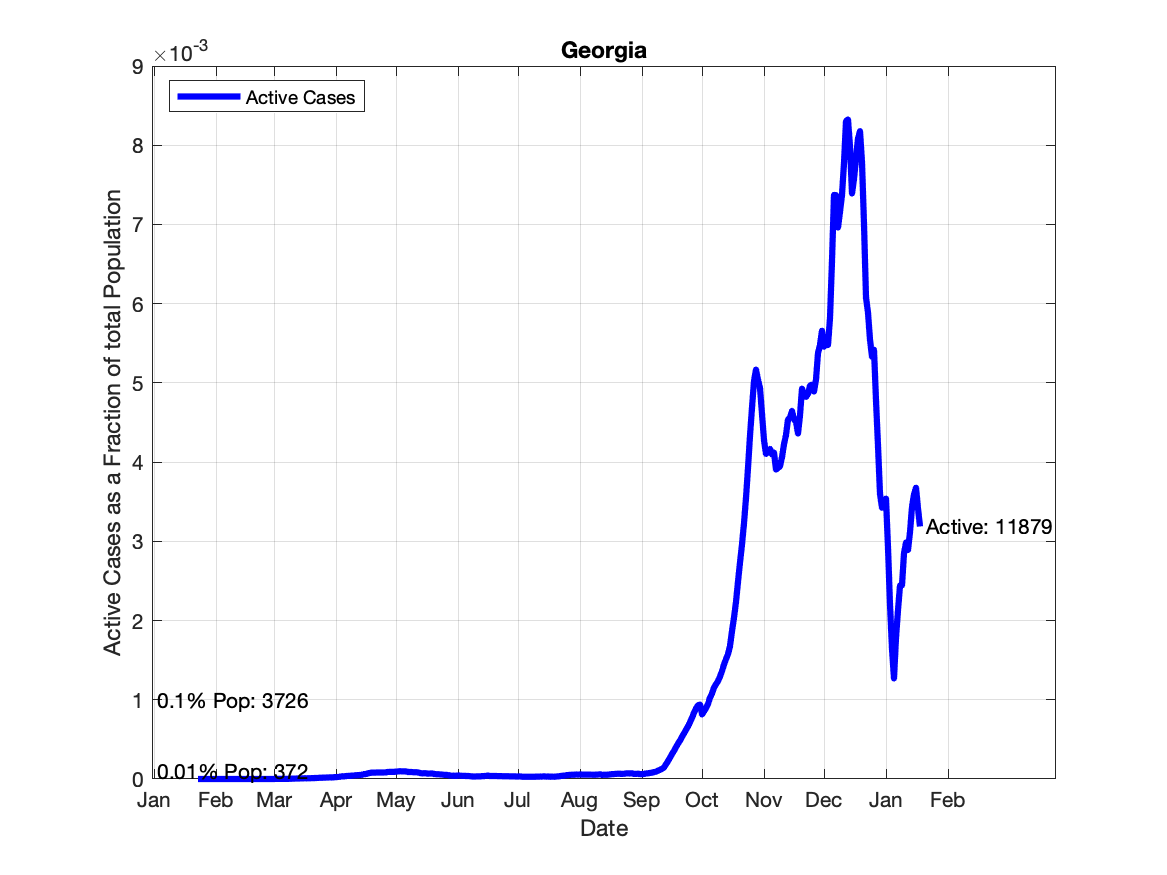 Georgia
×10-3
Active Cases
9
8
7
6
5
4
3
2
1
0
Active Cases as a Fraction of total Population
Active: 11879
0.1% Pop: 3726
0.01% Pop: 372
Jan Feb Mar Apr May Jun Jul Aug Sep Oct Nov Dec Jan Feb
Date